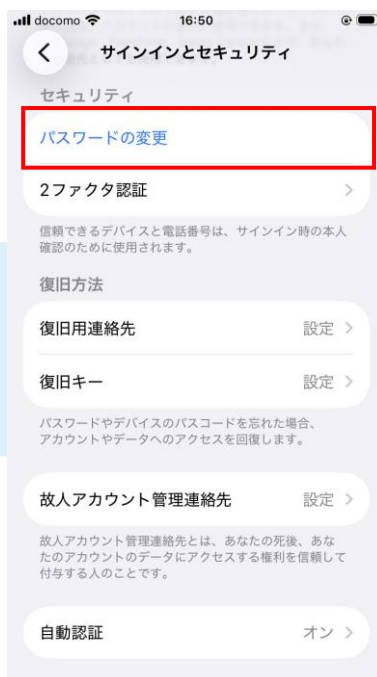 docomo 16:50
サインインとセキュリティ
セキュリティ
パスワードの変更
2ファクタ認証
信頼できるデバイスと電話番号は、サインイン時の本人
確認のために使用されます。
復旧方法
復旧用連絡先 設定
復旧キー 設定
パスワードやデバイスのパスコードを忘れた場合、
アカウントやデータへのアクセスを回復します。
故人アカウント管理連絡先 設定
故人アカウント管理連絡先とは、あなたの死後、あな
たのアカウントのデータにアクセスする権利を信頼して
付与する人のことです。
自動認証 オン